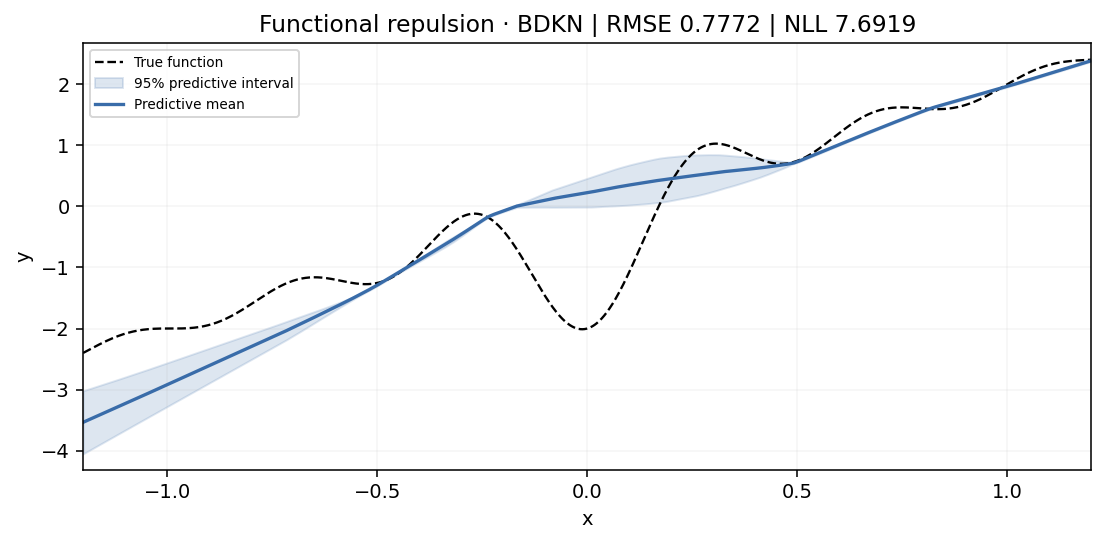 Functional repulsion · BDKN | RMSE 0.7772 | NLL 7.6919
True function
95% predictive interval
Predictive mean
2
1
0
−1
−2
−3
−4
y
−1.0 −0.5 0.0 0.5 1.0
x